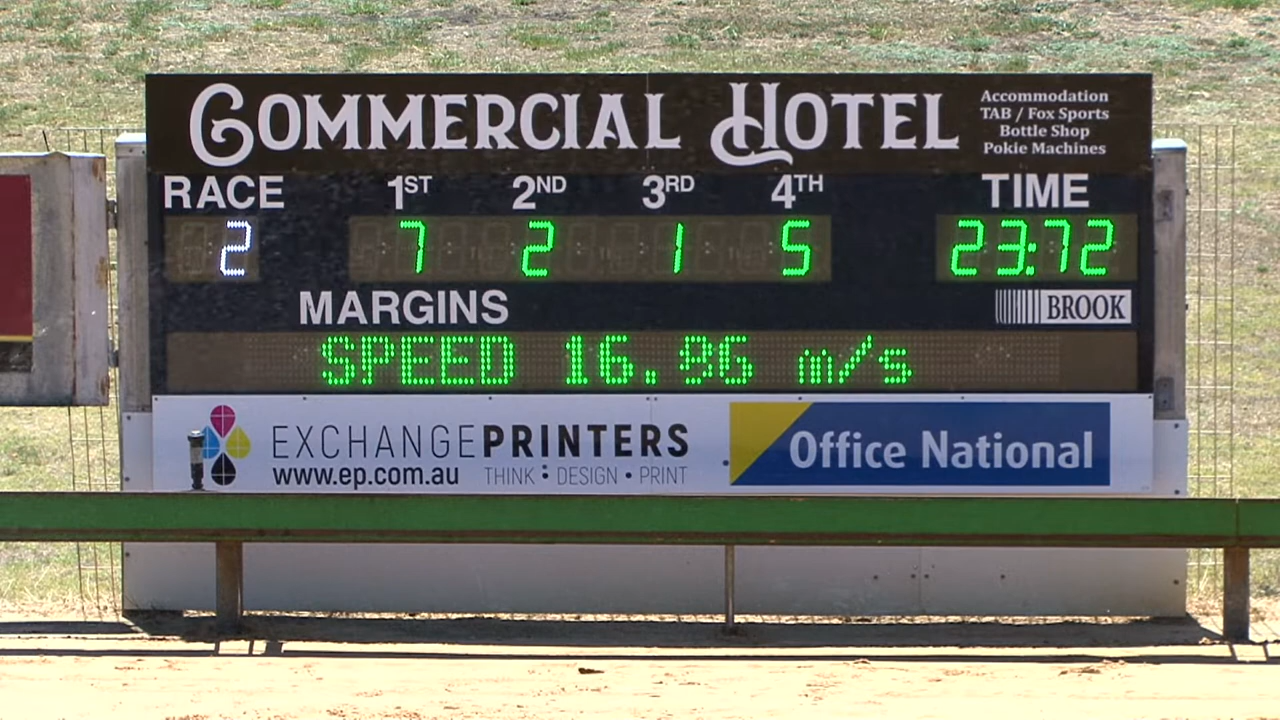 COMMERCIAL HOTEL
Accommodation
TAB / Fox Sports
Bottle Shop
Pokie Machines
RACE 1ST 2ND 3RD 4TH TIME
2 7 2 1 5 23:72
MARGINS
BROOK
SPEED 16.96 m/s
EXCHANGEPRINTERS
www.ep.com.au THINK : DESIGN • PRINT
Office National